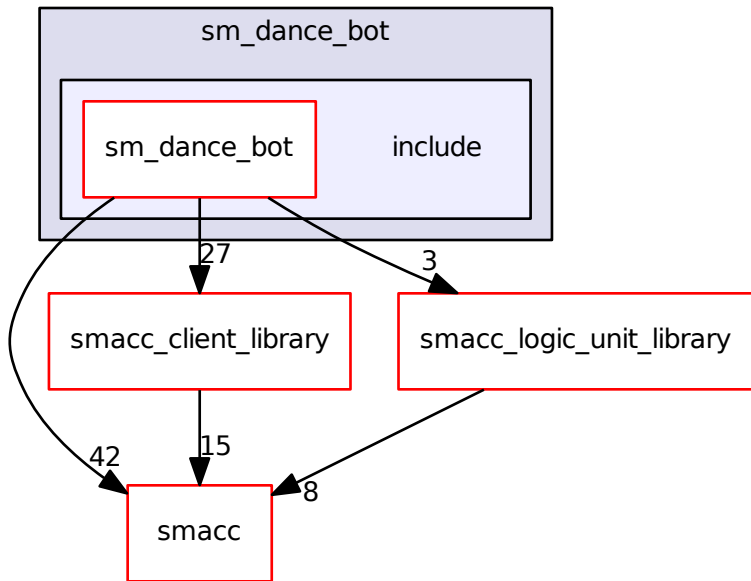 sm_dance_bot
sm_dance_bot
include
27
3
smacc_client_library
smacc_logic_unit_library
42
15
8
smacc